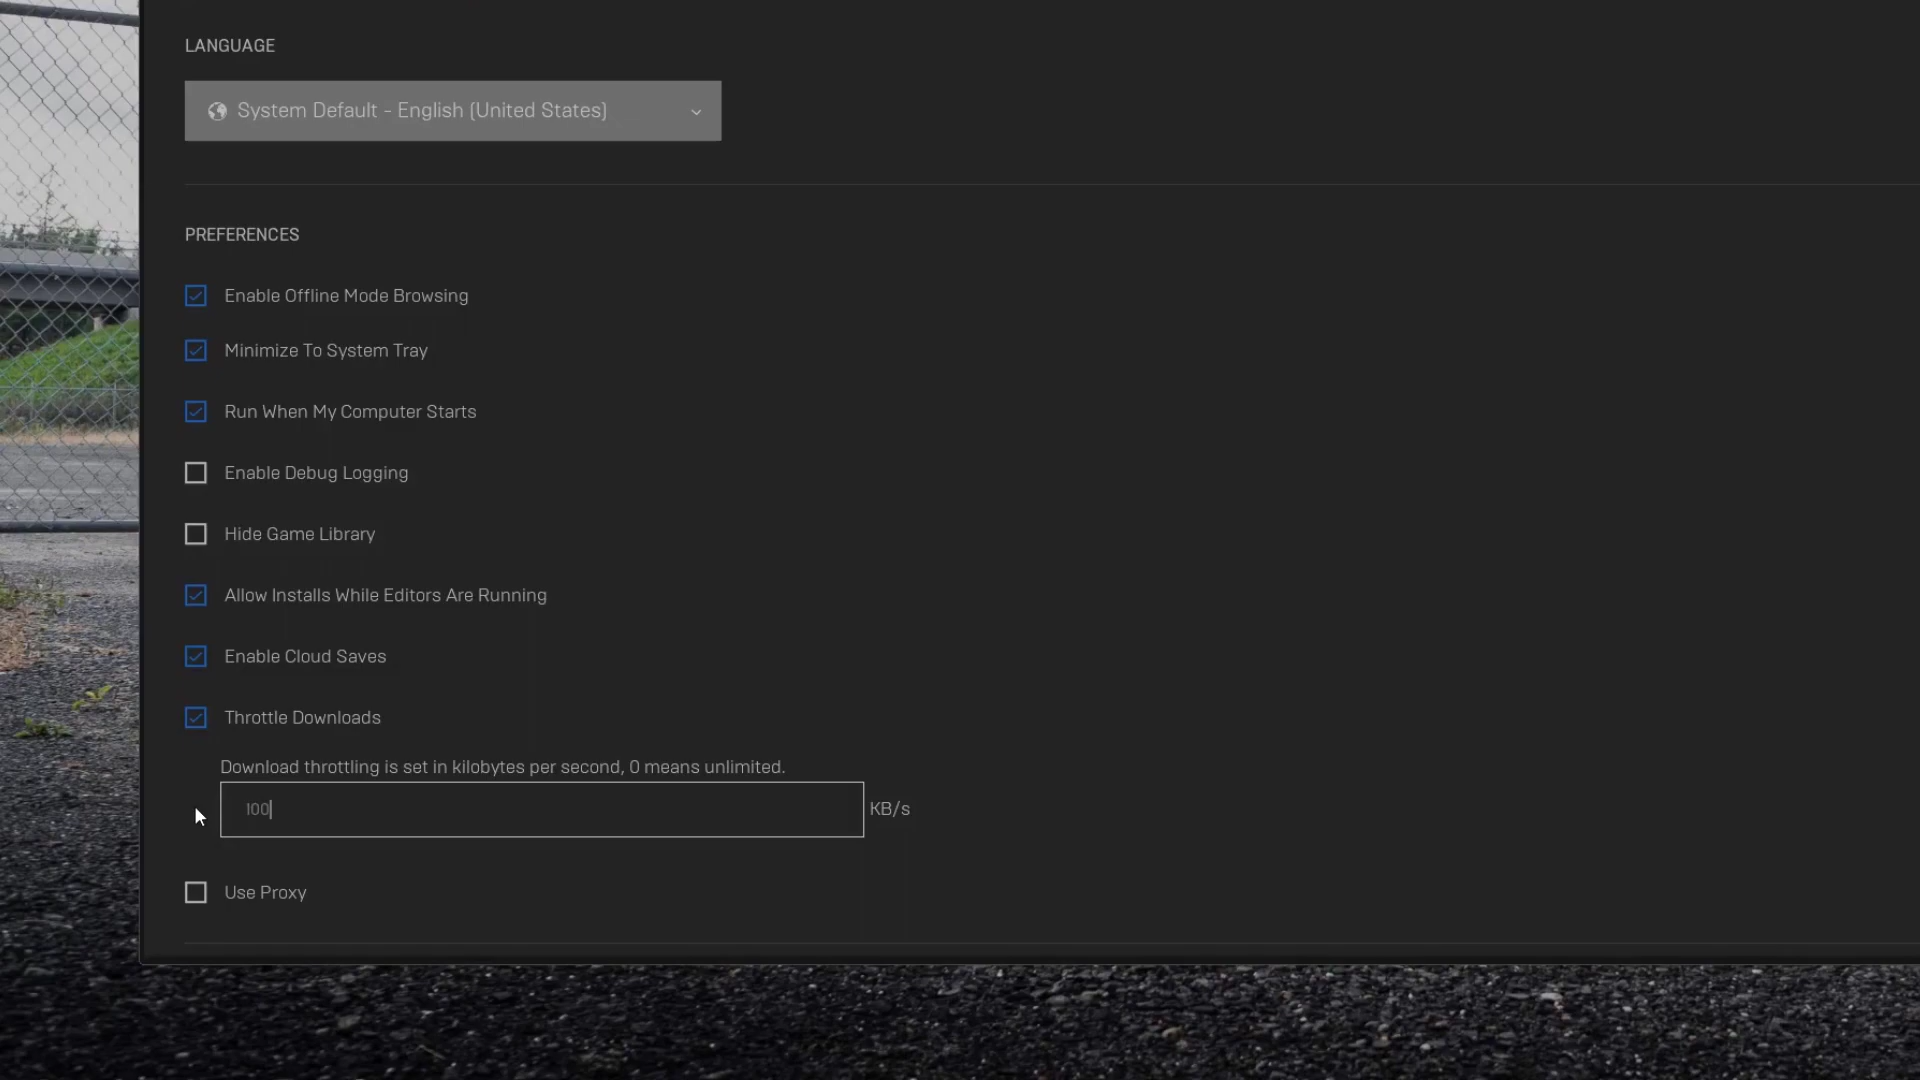 LANGUAGE
System Default - English (United States)
PREFERENCES
Enable Offline Mode Browsing
Minimize To System Tray
Run When My Computer Starts
Enable Debug Logging
Hide Game Library
Allow Installs While Editors Are Running
Enable Cloud Saves
Throttle Downloads
Download throttling is set in kilobytes per second, 0 means unlimited.
100 KB/s
Use Proxy